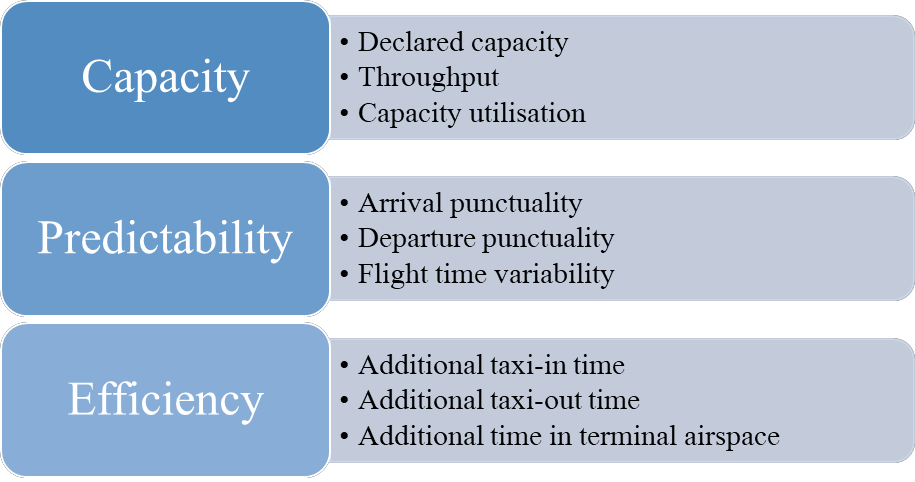 Capacity
• Declared capacity
• Throughput
• Capacity utilisation
Predictability
• Arrival punctuality
• Departure punctuality
• Flight time variability
Efficiency
• Additional taxi-in time
• Additional taxi-out time
• Additional time in terminal airspace